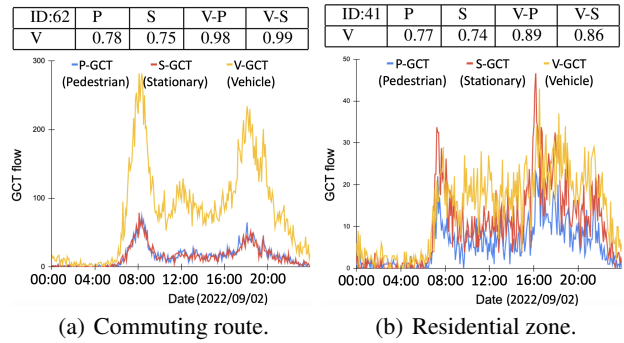 ID:62 P S V-P V-S
V 0.78 0.75 0.98 0.99
P-GCT S-GCT V-GCT
(Pedestrian) (Stationary) (Vehicle)
GCT flow
300
200
100
0
00:00 04:00 08:00 12:00 16:00 20:00
Date (2022/09/02)
(a) Commuting route.
ID:41 P S V-P V-S
V 0.77 0.74 0.89 0.86
P-GCT S-GCT V-GCT
(Pedestrian) (Stationary) (Vehicle)
GCT flow
50
40
30
20
10
0
00:00 04:00 08:00 12:00 16:00 20:00
Date (2022/09/02)
(b) Residential zone.